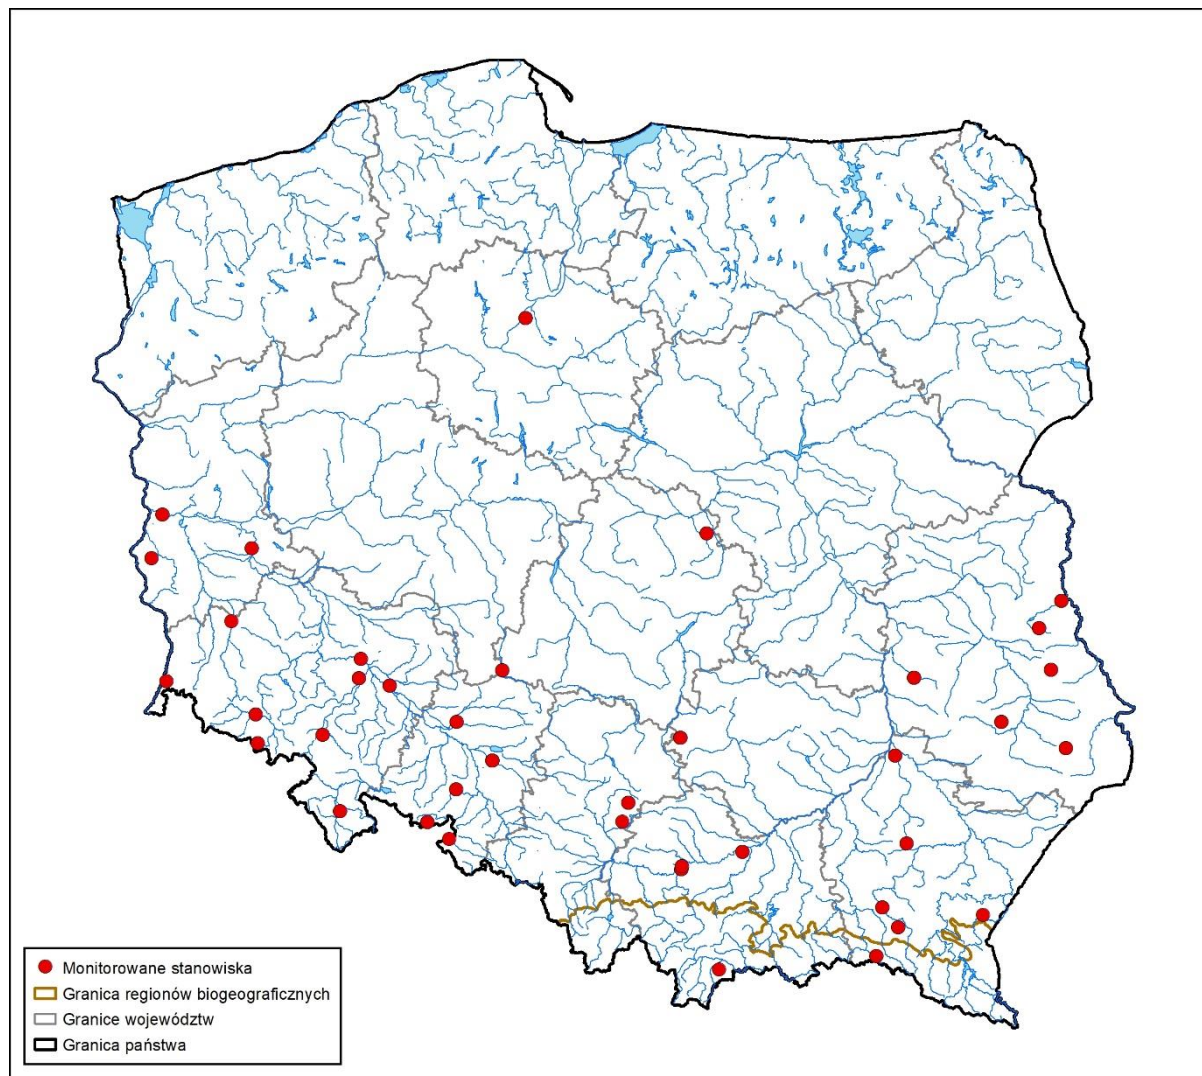 Monitorowane stanowiska
Granica regionów biogeograficznych
Granice województw
Granica państwa